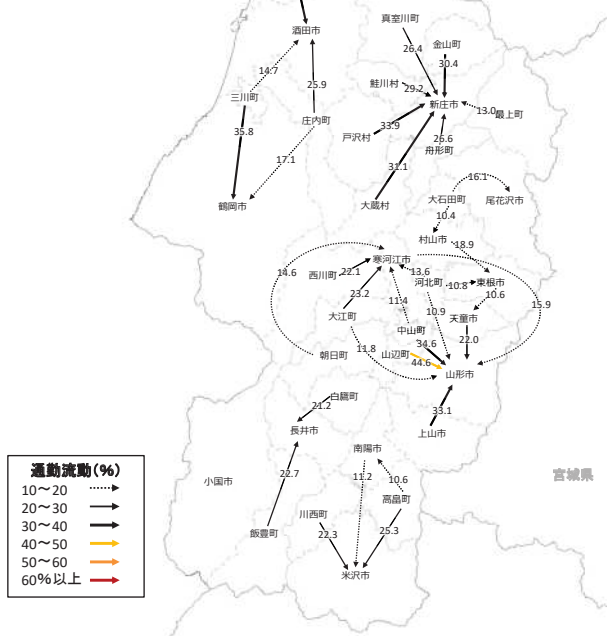 真室川町
酒田市
金山町
26.4
30.4
14.7
25.9
鮭川村
29.2
三川町
新庄市
13.0
最上町
庄内町
35.8
33.9
戸沢村
26.6
舟形町
17.1
31.1
16.1
鶴岡市
大蔵村
大石田町
尾花沢市
10.4
村山市
18.9
寒河江市
14.6
西川町
22.1
13.6
河北町
10.8
東根市
23.2
11.4
10.6
15.9
大江町
10.9
天童市
中山町
22.0
34.6
朝日町
11.8
山辺町
44.6
山形市
白鷹町
21.2
33.1
長井市
上山市
南陽市
22.7
11.2
10.6
小国市
宮城県
高畠町
川西町
飯豊町
22.3
25.3
米沢市
通勤流動(%)
10～20
20～30
30～40
40～50
50～60
60%以上